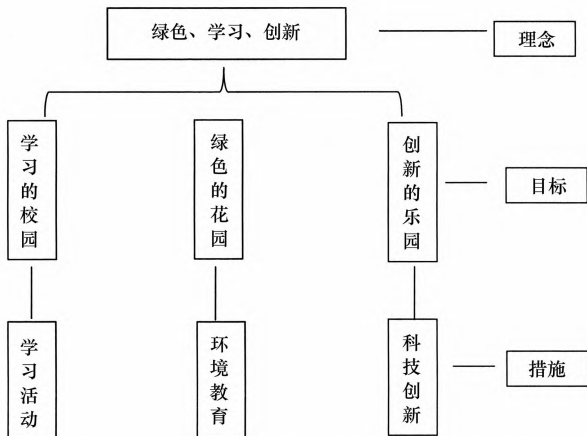 绿色、学习、创新
理念
学习的校园
绿色的花园
创新的乐园
目标
学习活动
环境教育
科技创新
措施